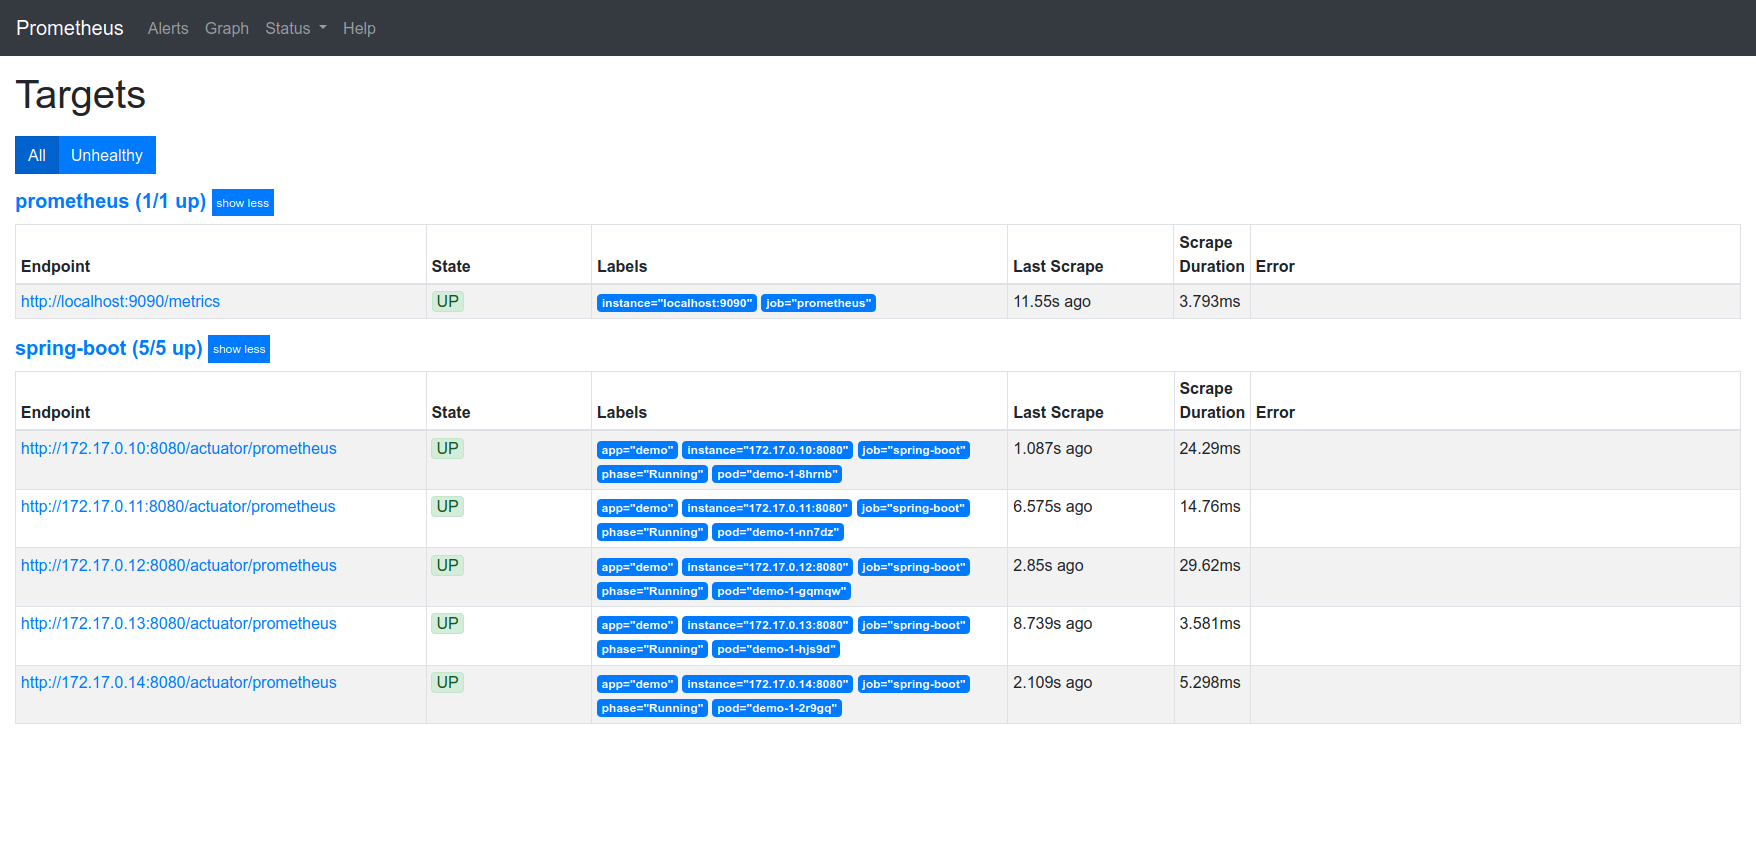 Prometheus Alerts Graph Status Help
Targets
All Unhealthy
prometheus (1/1 up) show less
Endpoint State Labels Last Scrape Scrape Duration Error
http://localhost:9090/metrics UP instance="localhost:9090" job="prometheus" 11.55s ago 3.793ms
spring-boot (5/5 up) show less
Endpoint State Labels Last Scrape Scrape Duration Error
http://172.17.0.10:8080/actuator/prometheus UP app="demo" instance="172.17.0.10:8080" job="spring-boot" 1.087s ago 24.29ms
phase="Running" pod="demo-1-8hrnb"
http://172.17.0.11:8080/actuator/prometheus UP app="demo" instance="172.17.0.11:8080" job="spring-boot" 6.575s ago 14.76ms
phase="Running" pod="demo-1-nn7dz"
http://172.17.0.12:8080/actuator/prometheus UP app="demo" instance="172.17.0.12:8080" job="spring-boot" 2.85s ago 29.62ms
phase="Running" pod="demo-1-gqmqw"
http://172.17.0.13:8080/actuator/prometheus UP app="demo" instance="172.17.0.13:8080" job="spring-boot" 8.739s ago 3.581ms
phase="Running" pod="demo-1-hjs9d"
http://172.17.0.14:8080/actuator/prometheus UP app="demo" instance="172.17.0.14:8080" job="spring-boot" 2.109s ago 5.298ms
phase="Running" pod="demo-1-2r9gq"